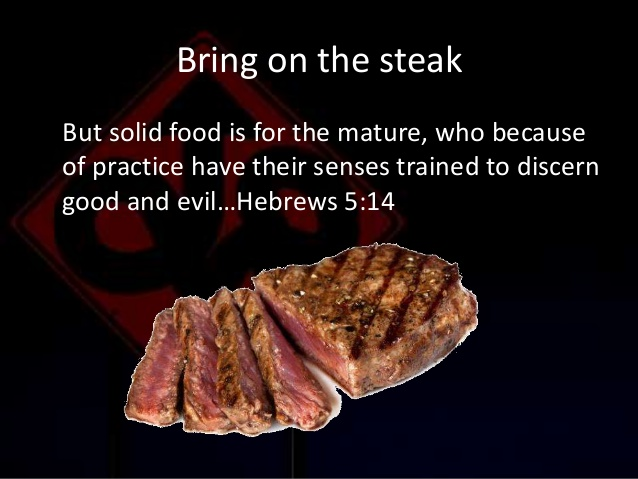 Bring on the steak
But solid food is for the mature, who because
of practice have their senses trained to discern
good and evil…Hebrews 5:14